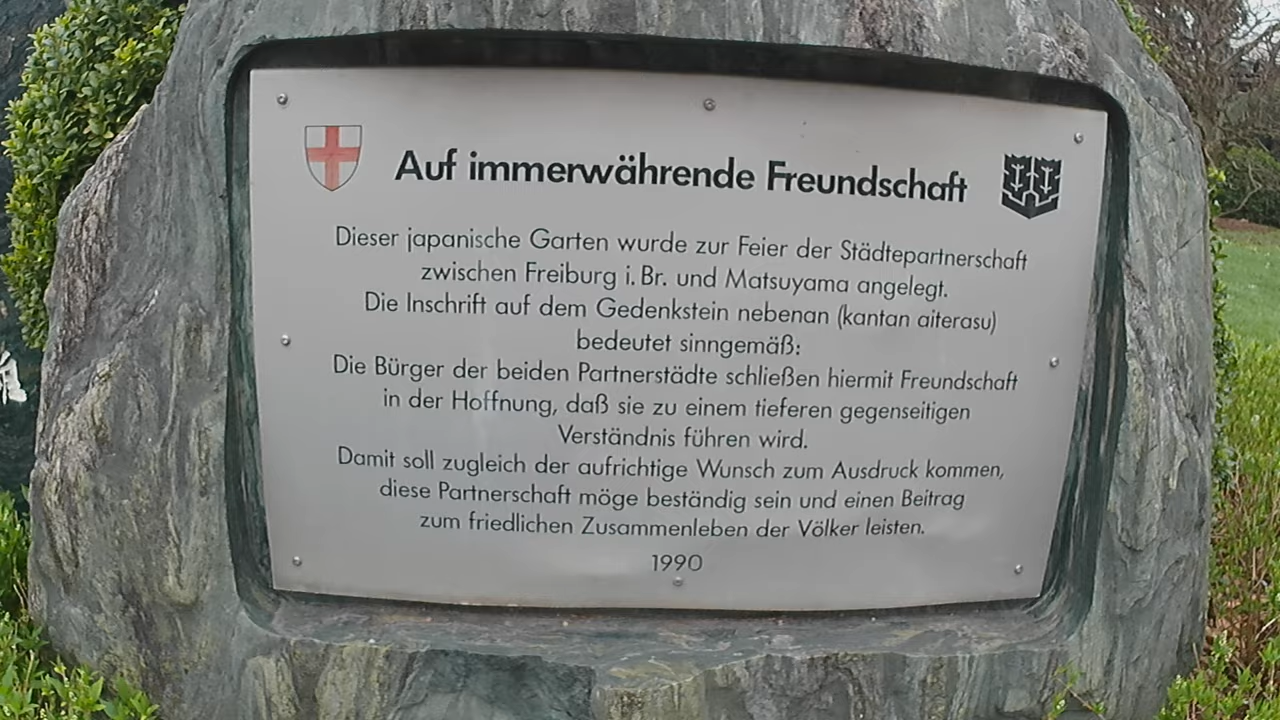 Auf immerwährende Freundschaft
Dieser japanische Garten wurde zur Feier der Städtepartnerschaft
zwischen Freiburg i. Br. und Matsuyama angelegt.
Die Inschrift auf dem Gedenkstein nebenan (kantan aiterasu)
bedeutet sinngemäß:
Die Bürger der beiden Partnerstädte schließen hiermit Freundschaft
in der Hoffnung, daß sie zu einem tieferen gegenseitigen
Verständnis führen wird.
Damit soll zugleich der aufrichtige Wunsch zum Ausdruck kommen,
diese Partnerschaft möge beständig sein und einen Beitrag
zum friedlichen Zusammenleben der Völker leisten.
1990